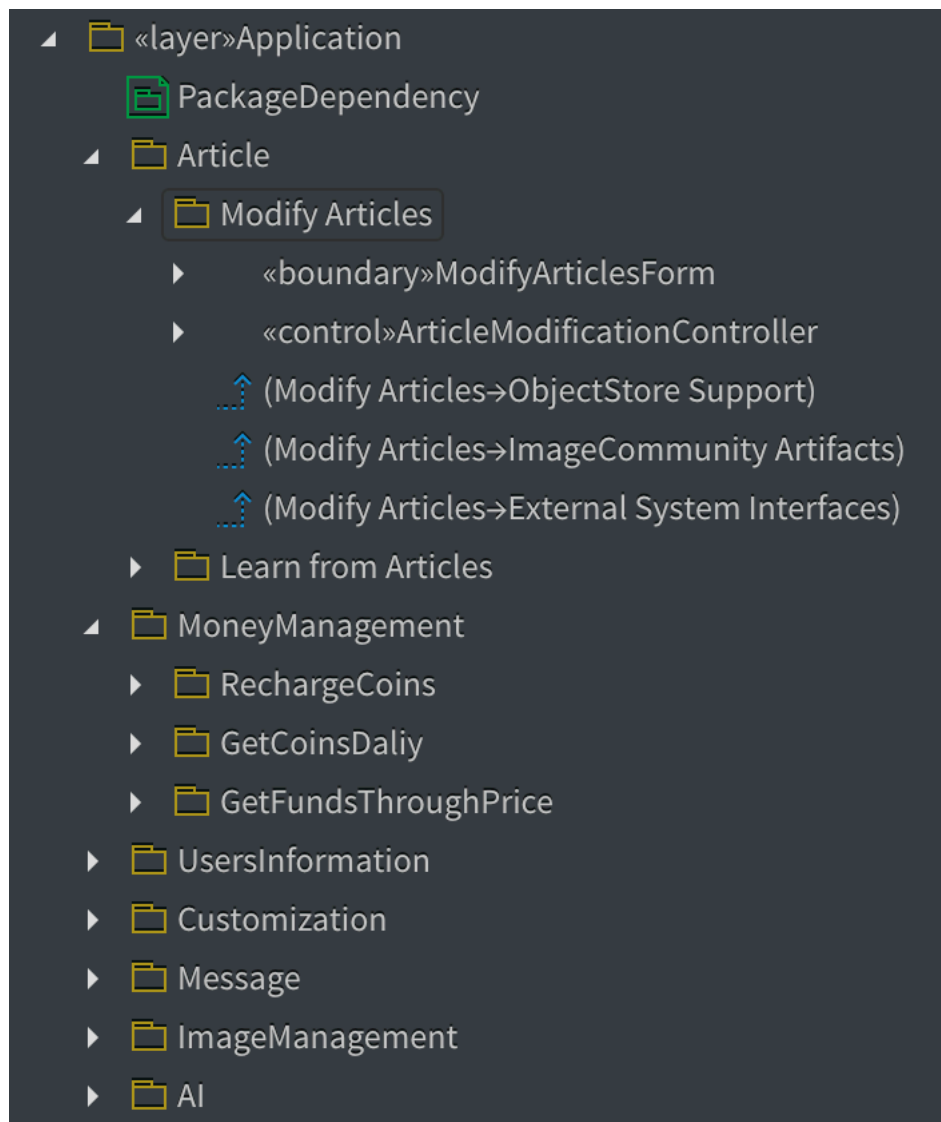 «layer»Application
PackageDependency
Article
Modify Articles
«boundary»ModifyArticlesForm
«control»ArticleModificationController
(Modify Articles→ObjectStore Support)
(Modify Articles→ImageCommunity Artifacts)
(Modify Articles→External System Interfaces)
Learn from Articles
MoneyManagement
RechargeCoins
GetCoinsDaliy
GetFundsThroughPrice
UsersInformation
Customization
Message
ImageManagement
AI